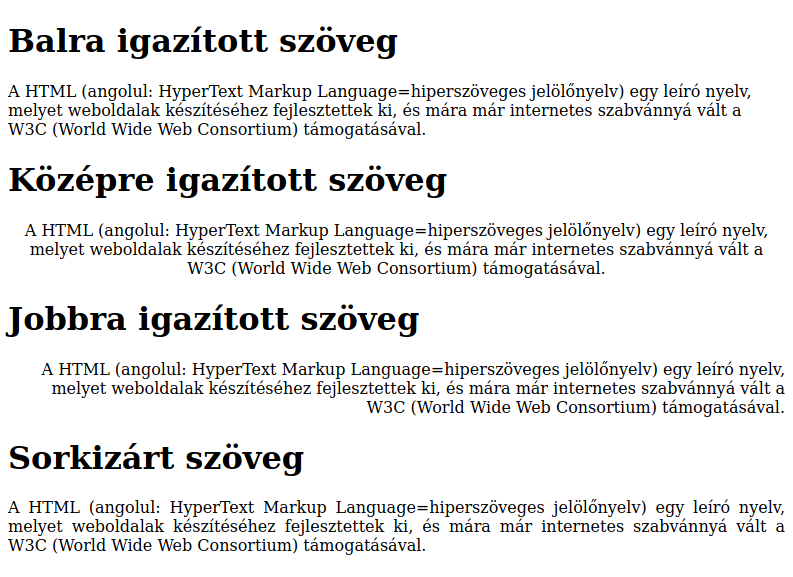 Balra igazított szöveg
A HTML (angolul: HyperText Markup Language=hiperszöveges jelölőnyelv) egy leíró nyelv,
melyet weboldalak készítéséhez fejlesztettek ki, és mára már internetes szabvánnyá vált a
W3C (World Wide Web Consortium) támogatásával.
Középre igazított szöveg
A HTML (angolul: HyperText Markup Language=hiperszöveges jelölőnyelv) egy leíró nyelv,
melyet weboldalak készítéséhez fejlesztettek ki, és mára már internetes szabvánnyá vált a
W3C (World Wide Web Consortium) támogatásával.
Jobbra igazított szöveg
A HTML (angolul: HyperText Markup Language=hiperszöveges jelölőnyelv) egy leíró nyelv,
melyet weboldalak készítéséhez fejlesztettek ki, és mára már internetes szabvánnyá vált a
W3C (World Wide Web Consortium) támogatásával.
Sorkizárt szöveg
A HTML (angolul: HyperText Markup Language=hiperszöveges jelölőnyelv) egy leíró nyelv,
melyet weboldalak készítéséhez fejlesztettek ki, és mára már internetes szabvánnyá vált a
W3C (World Wide Web Consortium) támogatásával.